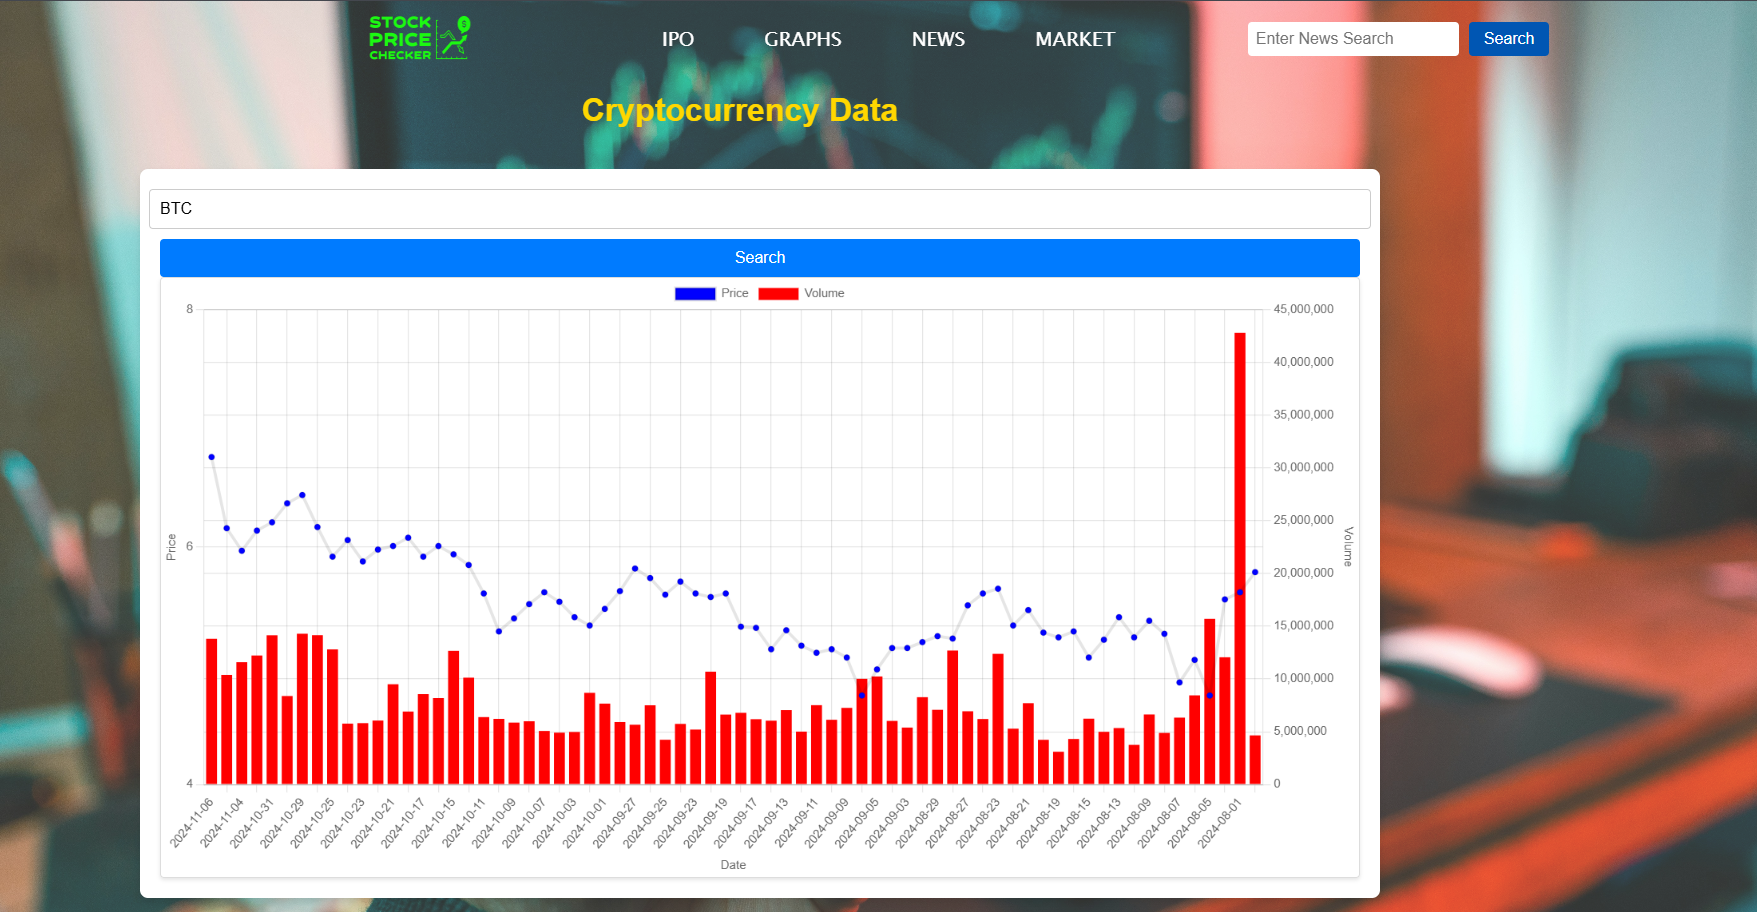 STOCK
PRICE
CHECKER
$
IPO GRAPHS NEWS MARKET
Enter News Search Search
Cryptocurrency Data
BTC
Search
Price Volume
8 45,000,000
40,000,000
35,000,000
30,000,000
25,000,000
6
20,000,000
15,000,000
10,000,000
5,000,000
4 0
Price
Volume
2024-11-06 2024-11-04 2024-10-31 2024-10-29 2024-10-25 2024-10-23 2024-10-21 2024-10-17 2024-10-15 2024-10-11 2024-10-09 2024-10-07 2024-10-03 2024-10-01 2024-09-27 2024-09-25 2024-09-23 2024-09-19 2024-09-17 2024-09-13 2024-09-11 2024-09-09 2024-09-05 2024-09-03 2024-08-29 2024-08-27 2024-08-23 2024-08-21 2024-08-19 2024-08-15 2024-08-13 2024-08-09 2024-08-07 2024-08-05 2024-08-01
Date